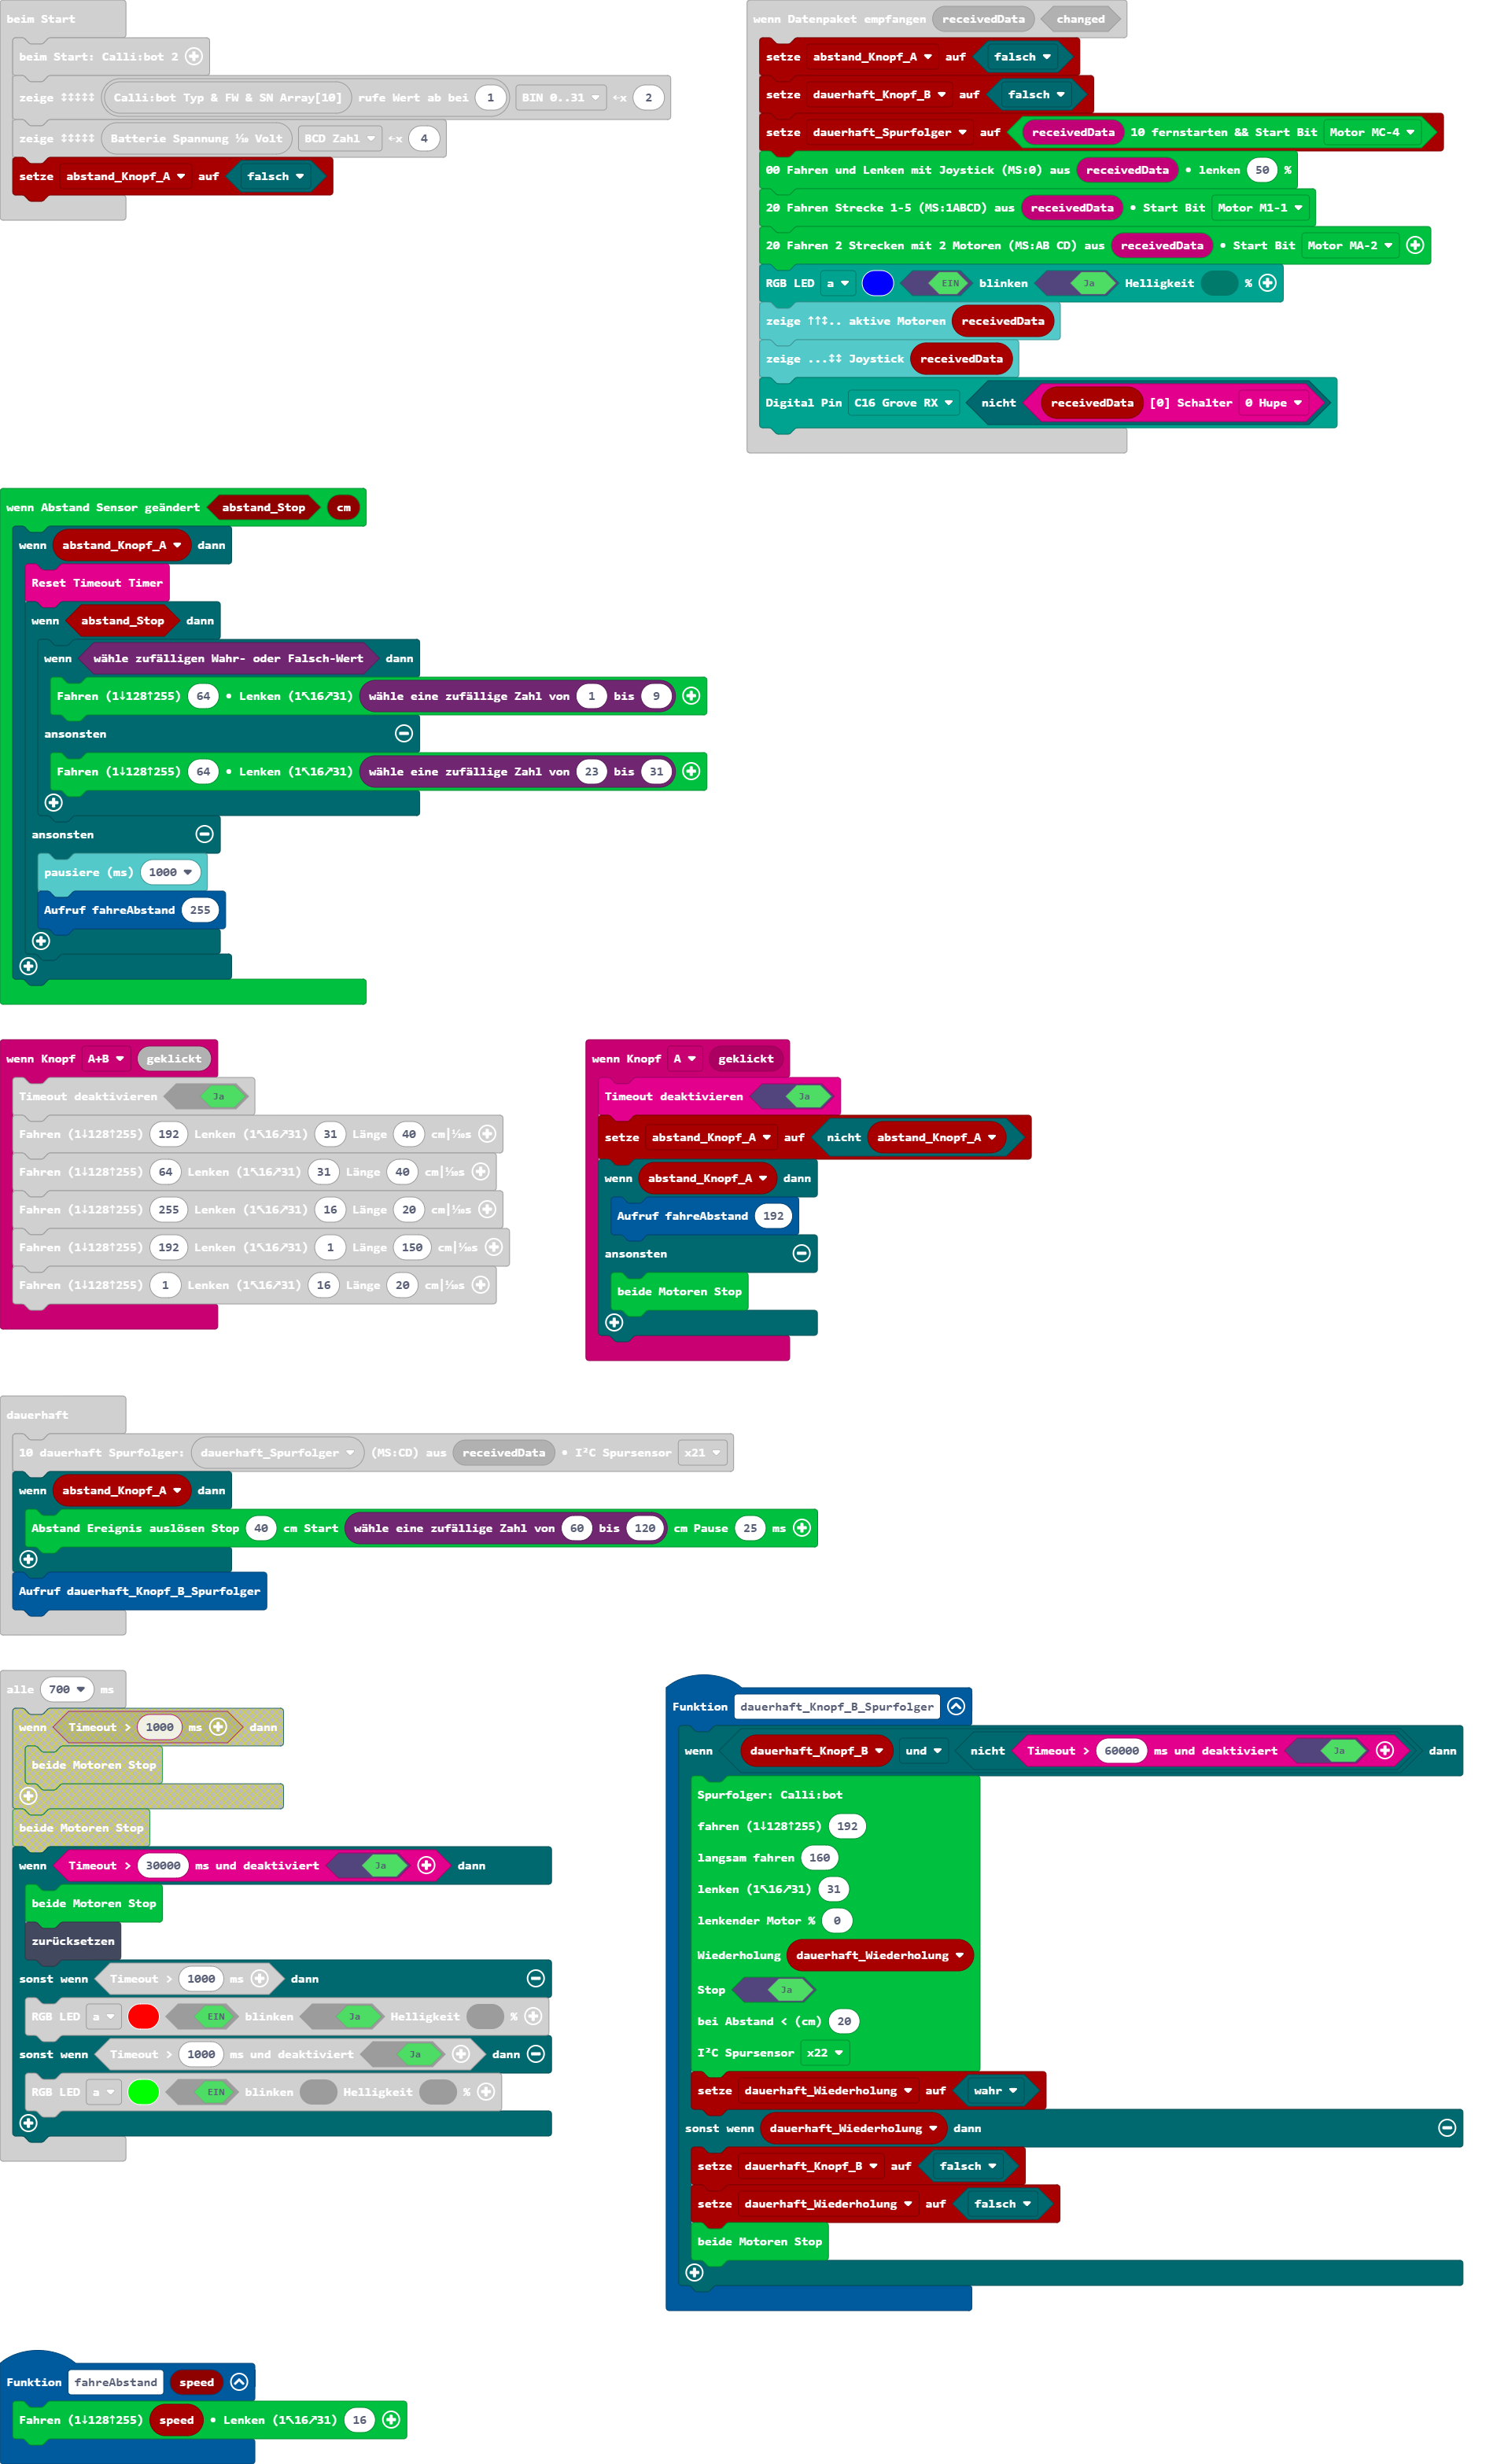 beim Start
beim Start: Calli:bot 2
zeige ↕↕↕↕↕ Calli:bot Typ & FW & SN Array[10] rufe Wert ab bei 1 BIN 0..31 ←x 2
zeige ↕↕↕↕↕ Batterie Spannung ⅒ Volt BCD Zahl ←x 4
setze abstand_Knopf_A auf falsch
wenn Datenpaket empfangen receivedData changed
setze abstand_Knopf_A auf falsch
setze dauerhaft_Knopf_B auf falsch
setze dauerhaft_Spurfolger auf receivedData 10 fernstarten && Start Bit Motor MC-4
00 Fahren und Lenken mit Joystick (MS:0) aus receivedData • lenken 50 %
20 Fahren Strecke 1-5 (MS:1ABCD) aus receivedData • Start Bit Motor M1-1
20 Fahren 2 Strecken mit 2 Motoren (MS:AB CD) aus receivedData • Start Bit Motor MA-2
RGB LED a EIN blinken Ja Helligkeit %
zeige ↑↑↕.. aktive Motoren receivedData
zeige ...↕↕ Joystick receivedData
Digital Pin C16 Grove RX nicht receivedData [0] Schalter 0 Hupe
wenn Abstand Sensor geändert abstand_Stop cm
wenn abstand_Knopf_A dann
Reset Timeout Timer
wenn abstand_Stop dann
wenn wähle zufälligen Wahr- oder Falsch-Wert dann
Fahren (1↓128↑255) 64 • Lenken (1↖16↗31) wähle eine zufällige Zahl von 1 bis 9
ansonsten
Fahren (1↓128↑255) 64 • Lenken (1↖16↗31) wähle eine zufällige Zahl von 23 bis 31
ansonsten
pausiere (ms) 1000
Aufruf fahreAbstand 255
wenn Knopf A+B geklickt
Timeout deaktivieren Ja
Fahren (1↓128↑255) 192 Lenken (1↖16↗31) 31 Länge 40 cm|⅒s
Fahren (1↓128↑255) 64 Lenken (1↖16↗31) 31 Länge 40 cm|⅒s
Fahren (1↓128↑255) 255 Lenken (1↖16↗31) 16 Länge 20 cm|⅒s
Fahren (1↓128↑255) 192 Lenken (1↖16↗31) 1 Länge 150 cm|⅒s
Fahren (1↓128↑255) 1 Lenken (1↖16↗31) 16 Länge 20 cm|⅒s
wenn Knopf A geklickt
Timeout deaktivieren Ja
setze abstand_Knopf_A auf nicht abstand_Knopf_A
wenn abstand_Knopf_A dann
Aufruf fahreAbstand 192
ansonsten
beide Motoren Stop
dauerhaft
10 dauerhaft Spurfolger: dauerhaft_Spurfolger (MS:CD) aus receivedData • I²C Spursensor x21
wenn abstand_Knopf_A dann
Abstand Ereignis auslösen Stop 40 cm Start wähle eine zufällige Zahl von 60 bis 120 cm Pause 25 ms
Aufruf dauerhaft_Knopf_B_Spurfolger
alle 700 ms
wenn Timeout > 1000 ms dann
beide Motoren Stop
beide Motoren Stop
wenn Timeout > 30000 ms und deaktiviert Ja dann
beide Motoren Stop
zurücksetzen
sonst wenn Timeout > 1000 ms dann
RGB LED a EIN blinken Ja Helligkeit %
sonst wenn Timeout > 1000 ms und deaktiviert Ja dann
RGB LED a EIN blinken Helligkeit %
Funktion dauerhaft_Knopf_B_Spurfolger
wenn dauerhaft_Knopf_B und nicht Timeout > 60000 ms und deaktiviert Ja dann
Spurfolger: Calli:bot
fahren (1↓128↑255) 192
langsam fahren 160
lenken (1↖16↗31) 31
lenkender Motor % 0
Wiederholung dauerhaft_Wiederholung
Stop Ja
bei Abstand < (cm) 20
I²C Spursensor x22
setze dauerhaft_Wiederholung auf wahr
sonst wenn dauerhaft_Wiederholung dann
setze dauerhaft_Knopf_B auf falsch
setze dauerhaft_Wiederholung auf falsch
beide Motoren Stop
Funktion fahreAbstand speed
Fahren (1↓128↑255) speed • Lenken (1↖16↗31) 16